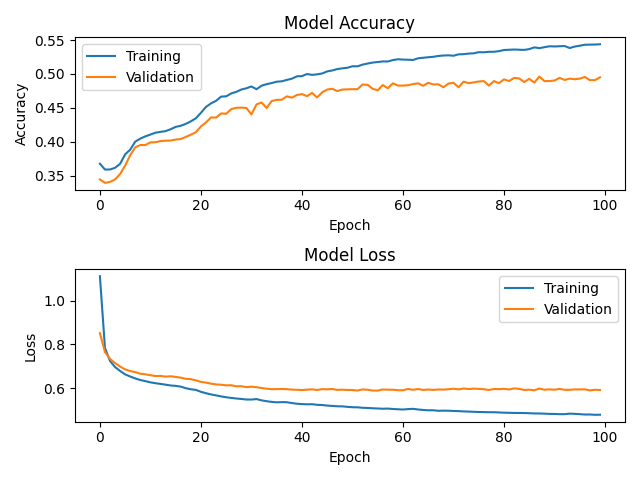 Model Accuracy
0.55
0.50
0.45
0.40
0.35
Accuracy
Training
Validation
0 20 40 60 80 100
Epoch
Model Loss
1.0
0.8
0.6
Loss
Training
Validation
0 20 40 60 80 100
Epoch